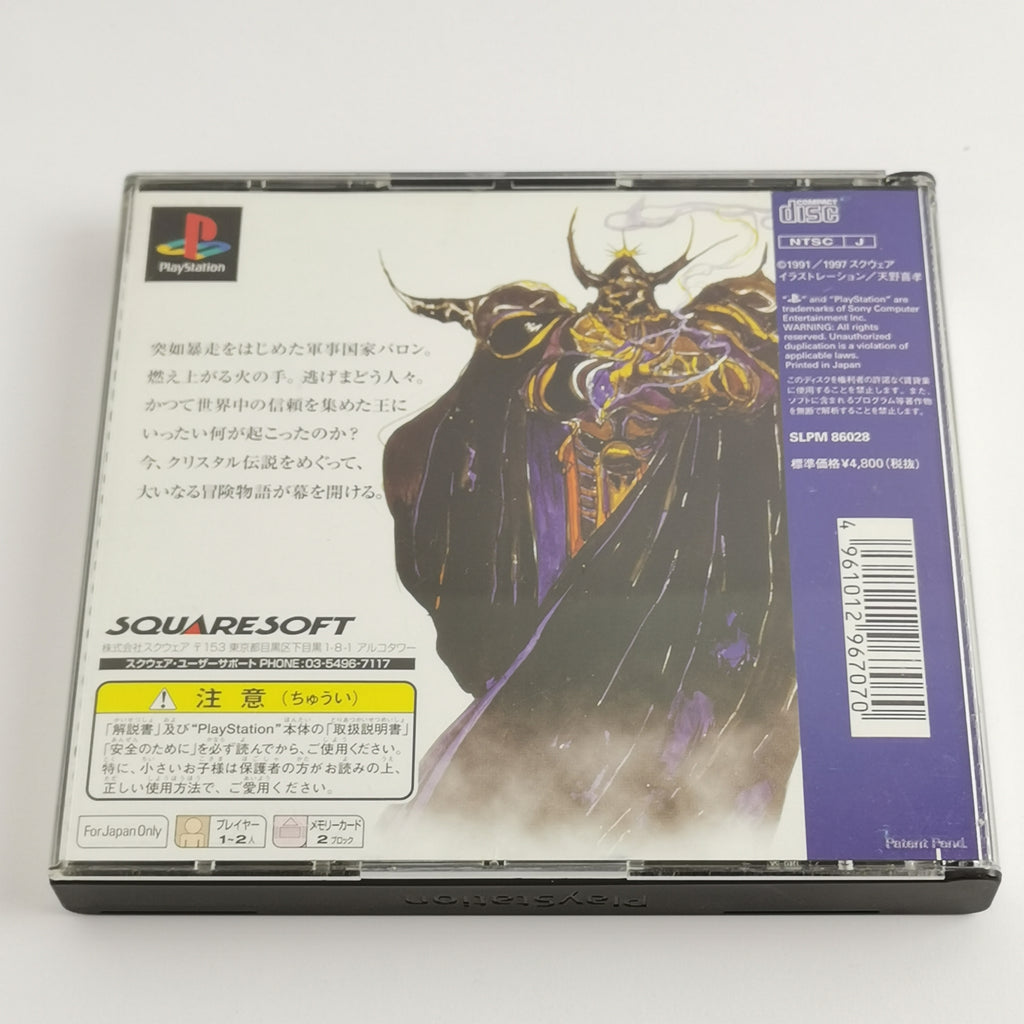 PlayStation
突如暴走をはじめた軍事国家バロン。
燃え上がる火の手。逃げまどう人々。
かつて世界中の信頼を集めた王に
いったい何が起こったのか?
今、クリスタル伝説をめぐって、
大いなる冒険物語が幕を開ける。
SQUARESOFT
株式会社スクウェア 〒153 東京都目黒区下目黒1-8-1 アルコタワー
スクウェア・ユーザーサポート PHONE:03-5496-7117
注意(ちゅうい)
「解説書」及び"PlayStation"本体の「取扱説明書」
「安全のために」を必ず読んでから、ご使用ください。
特に、小さいお子様は保護者の方がお読みの上、
正しい使用方法で、ご愛用ください。
For Japan Only
プレイヤー
1~2人
メモリーカード
2ブロック
COMPACT
disc
NTSC J
©1991/1997 スクウェア
イラストレーション/天野喜孝
" " and "PlayStation" are
trademarks of Sony Computer
Entertainment Inc.
WARNING: All rights
reserved. Unauthorized
duplication is a violation of
applicable laws.
Printed in Japan
このディスクを権利者の許諾なく賃貸業
に使用することを禁止します。また、
ソフトに含まれるプログラム等著作物
を無断で解析することを禁止します。
SLPM 86028
標準価格¥4,800(税抜)
4 961012 967070
Patent Pend.
PlayStation